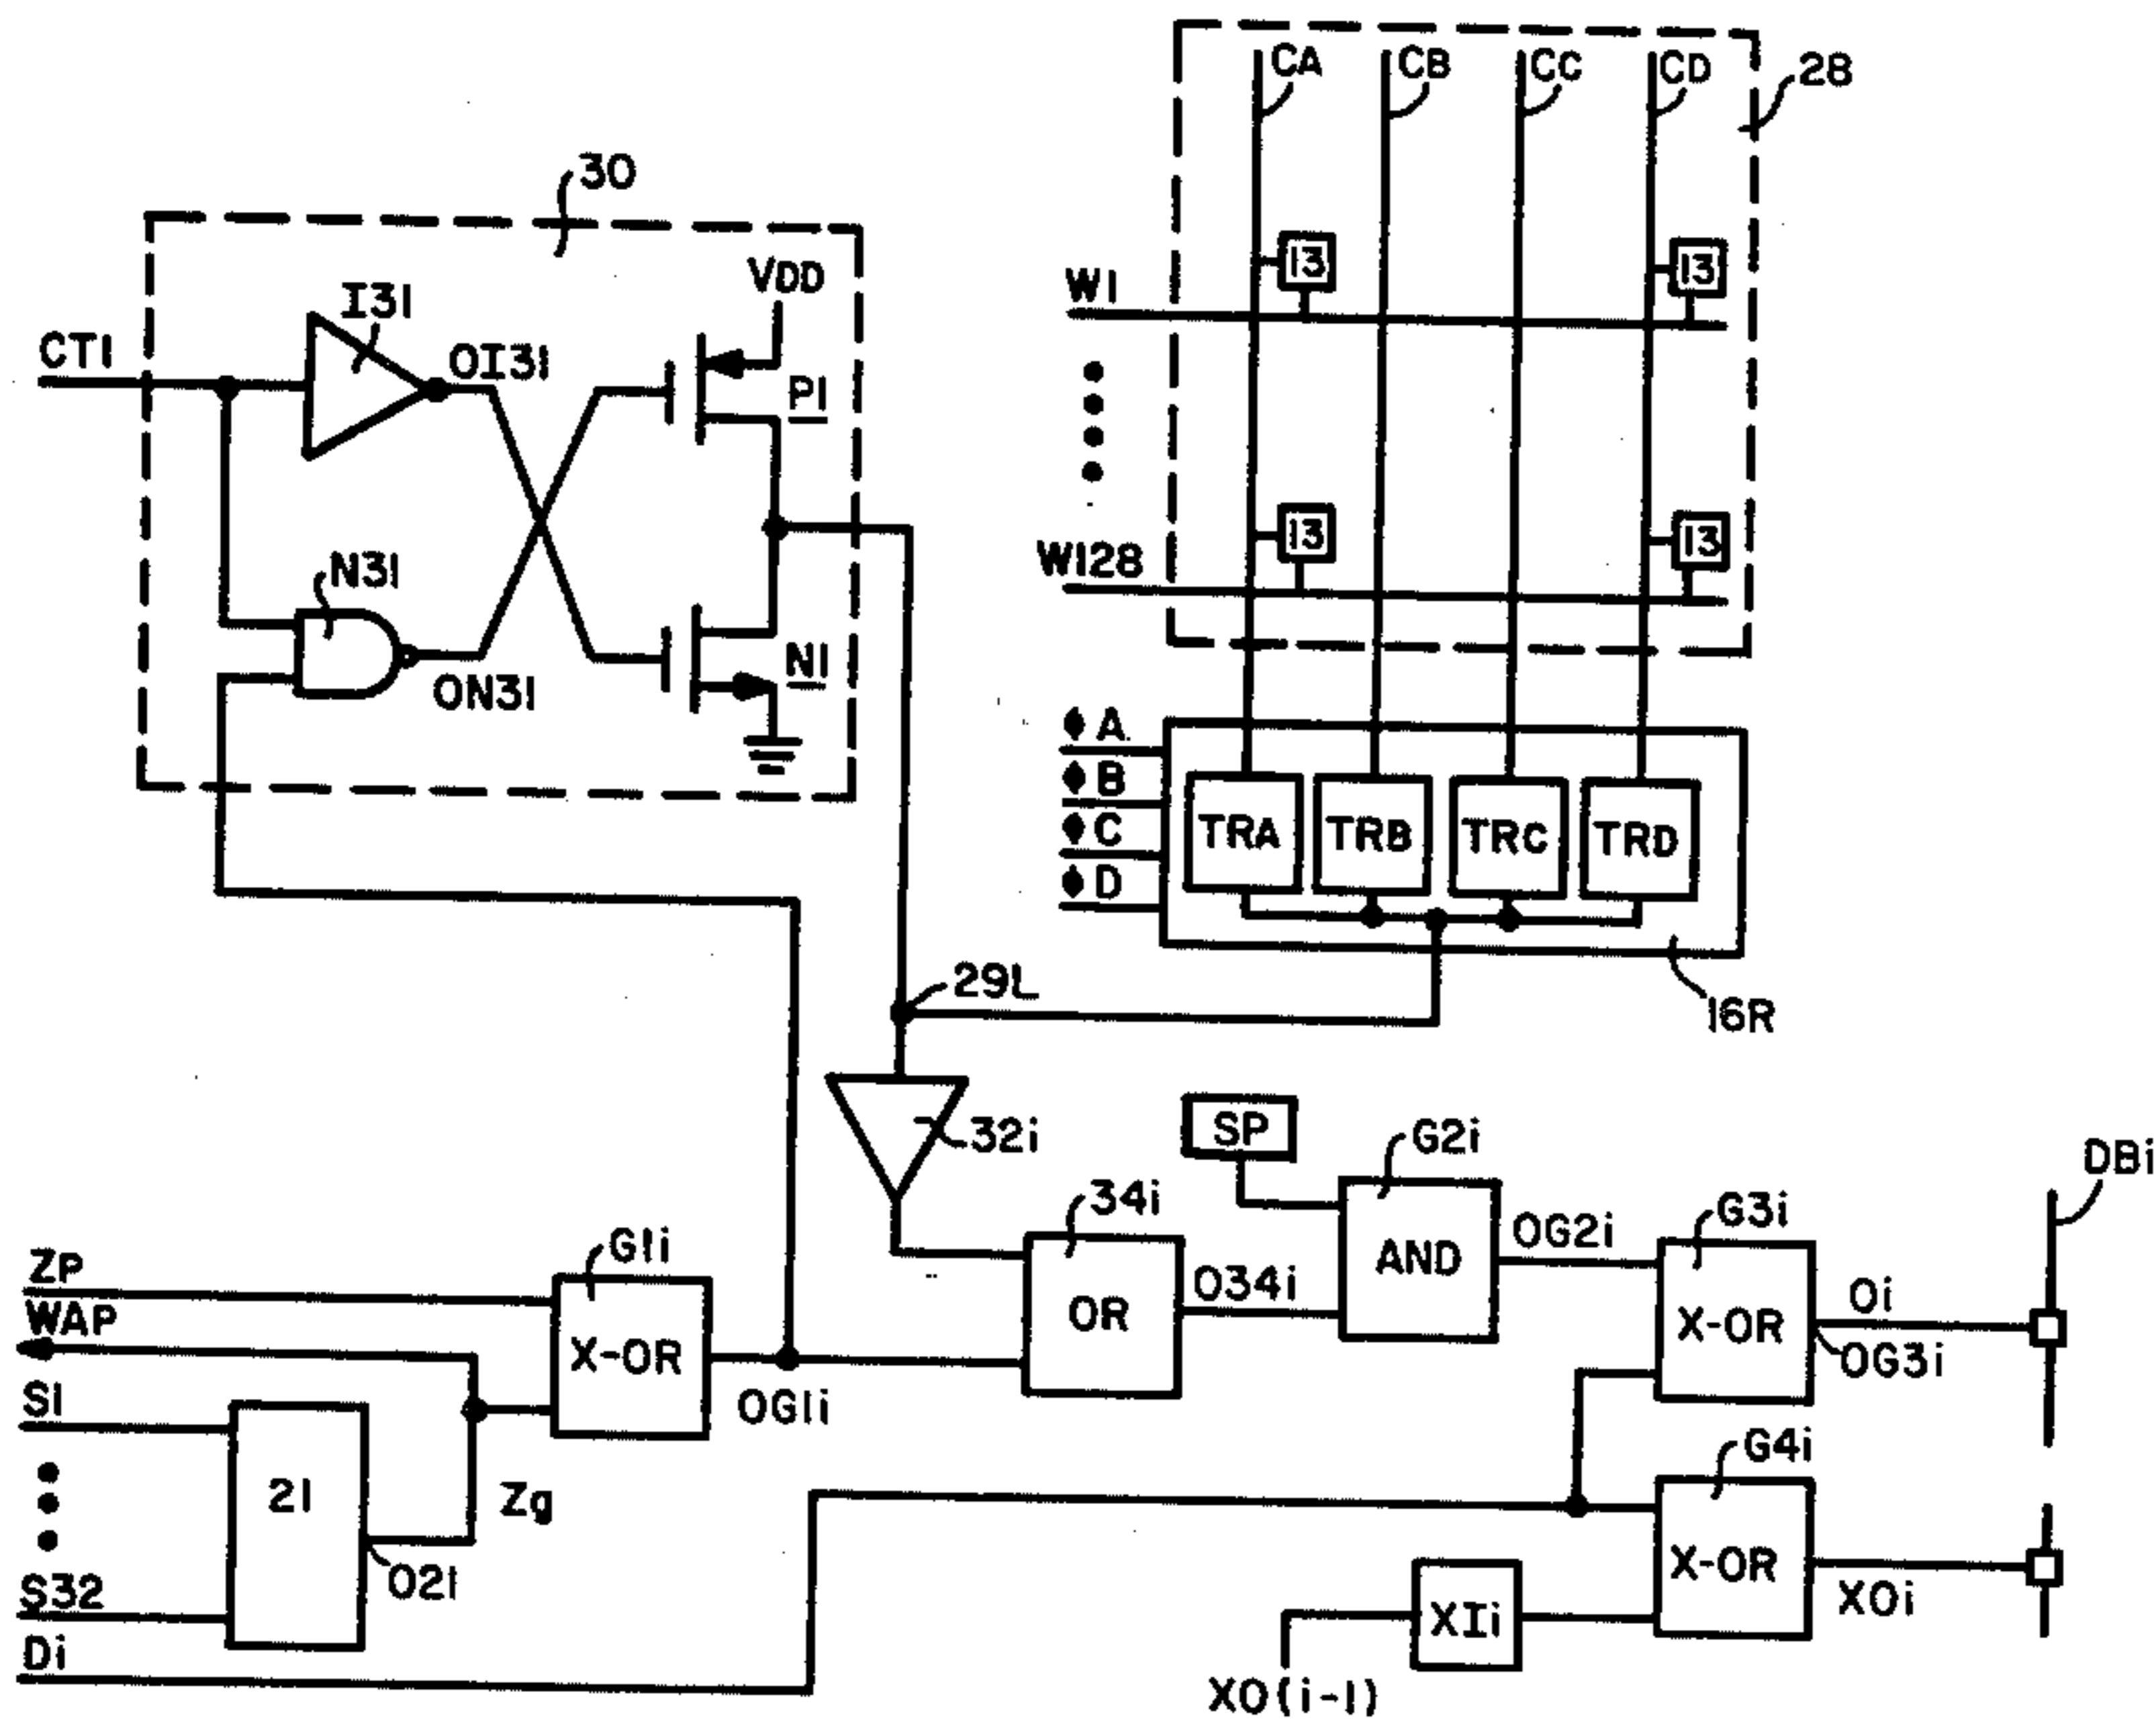 CA
CB
CC
CD
28
30
VDD
I31
CT1
OI31
P1
W1
13
13
13
13
W128
N31
ON31
N1
ϕA
ϕB
ϕC
ϕD
TRA
TRB
TRC
TRD
29L
16R
32i
SP
G2i
DBi
34i
G3i
G1i
OG2i
ZP
AND
O34i
Oi
WAP
OR
X-OR
X-OR
OG3i
S1
OG1i
G4i
21
Zg
X-OR
O21
S32
XOi
XIi
Di
XO(i-1)